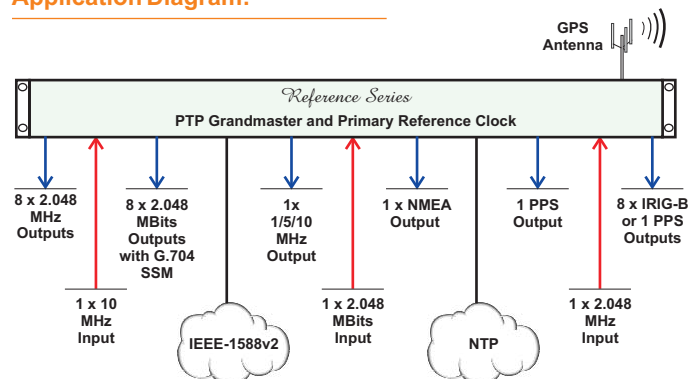 Application Diagram:
GPS
Antenna
Reference Series
PTP Grandmaster and Primary Reference Clock
8 x 2.048
MHz
Outputs
8 x 2.048
MBits
Outputs
with G.704
SSM
1x
1/5/10
MHz
Output
1 x NMEA
Output
1 PPS
Output
8 x IRIG-B
or 1 PPS
Outputs
1 x 10
MHz
Input
IEEE-1588v2
1 x 2.048
MBits
Input
NTP
1 x 2.048
MHz
Input